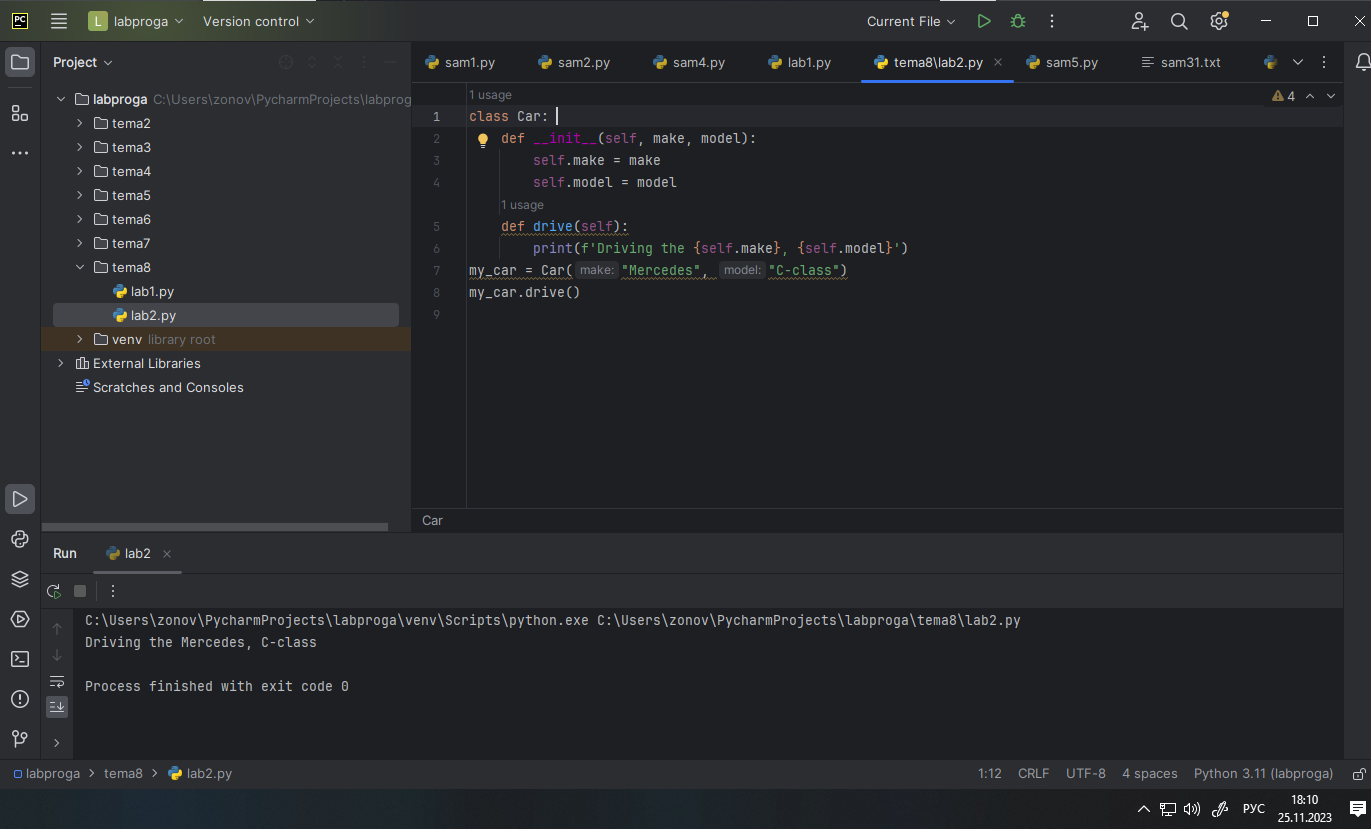 PC L labproga Version control Current File
Project
sam1.py sam2.py sam4.py lab1.py tema8\lab2.py sam5.py sam31.txt
labproga C:\Users\zonov\PycharmProjects\labprog
tema2
tema3
tema4
tema5
tema6
tema7
tema8
lab1.py
lab2.py
venv library root
External Libraries
Scratches and Consoles
1 usage
4
1 class Car:
2 def __init__(self, make, model):
3 self.make = make
4 self.model = model
1 usage
5 def drive(self):
6 print(f'Driving the {self.make}, {self.model}')
7 my_car = Car( make: "Mercedes", model: "C-class")
8 my_car.drive()
9
Car
Run lab2
C:\Users\zonov\PycharmProjects\labproga\venv\Scripts\python.exe C:\Users\zonov\PycharmProjects\labproga\tema8\lab2.py
Driving the Mercedes, C-class
Process finished with exit code 0
labproga > tema8 > lab2.py 1:12 CRLF UTF-8 4 spaces Python 3.11 (labproga)
РУС 18:10
25.11.2023